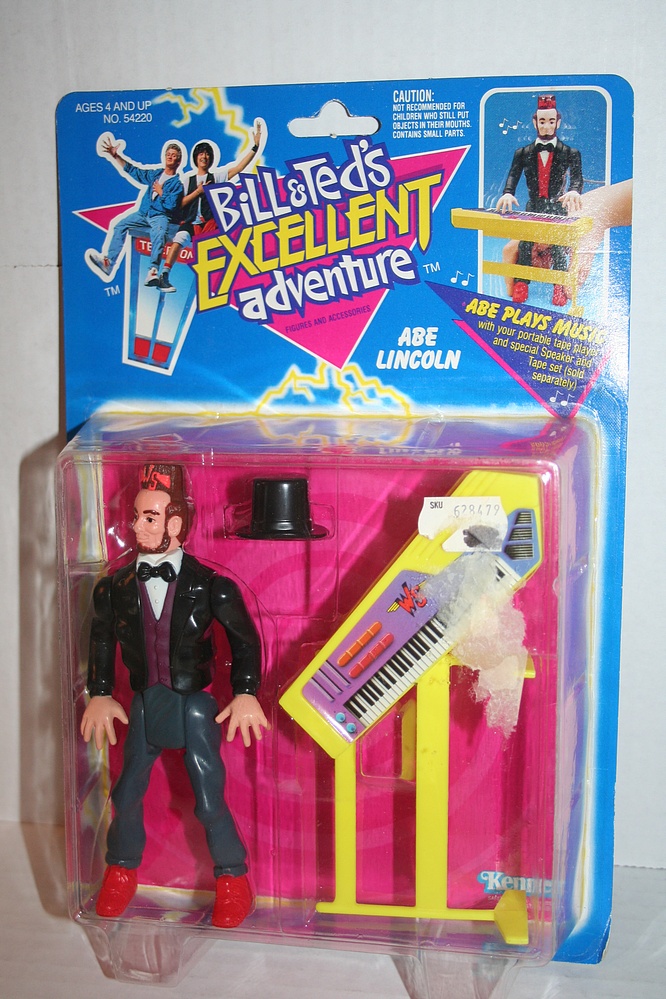 AGES 4 AND UP
NO. 54220
CAUTION:
NOT RECOMMENDED FOR
CHILDREN WHO STILL PUT
OBJECTS IN THEIR MOUTHS.
CONTAINS SMALL PARTS.
BiLL & TeD'S
EXCELLENT
adventure TM
TM
FIGURES AND ACCESSORIES
ABE
LINCOLN
ABE PLAYS MUSIC
with your portable tape player
and special Speaker and
Tape set (sold
separately)
SKU 628479
Kenner